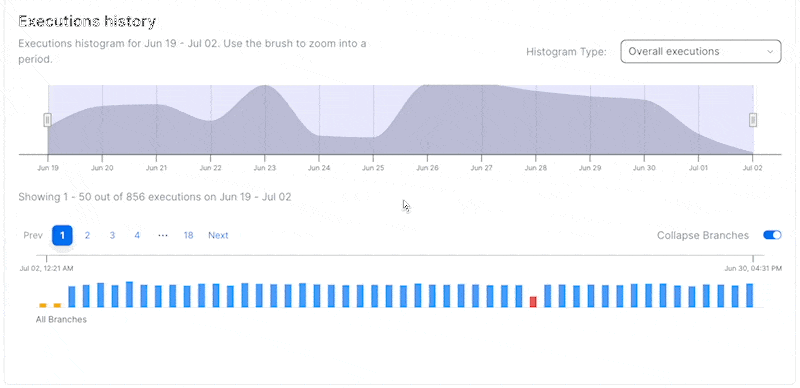 Executions history
Executions histogram for Jun 19 - Jul 02. Use the brush to zoom into a
period.
Histogram Type:
Overall executions
Jun 19
Jun 20
Jun 21
Jun 22
Jun 23
Jun 24
Jun 25
Jun 26
Jun 27
Jun 28
Jun 29
Jun 30
Jul 01
Jul 02
Showing 1 - 50 out of 856 executions on Jun 19 - Jul 02
Prev 1 2 3 4 ··· 18 Next
Collapse Branches
Jul 02, 12:21 AM
Jun 30, 04:31 PM
All Branches